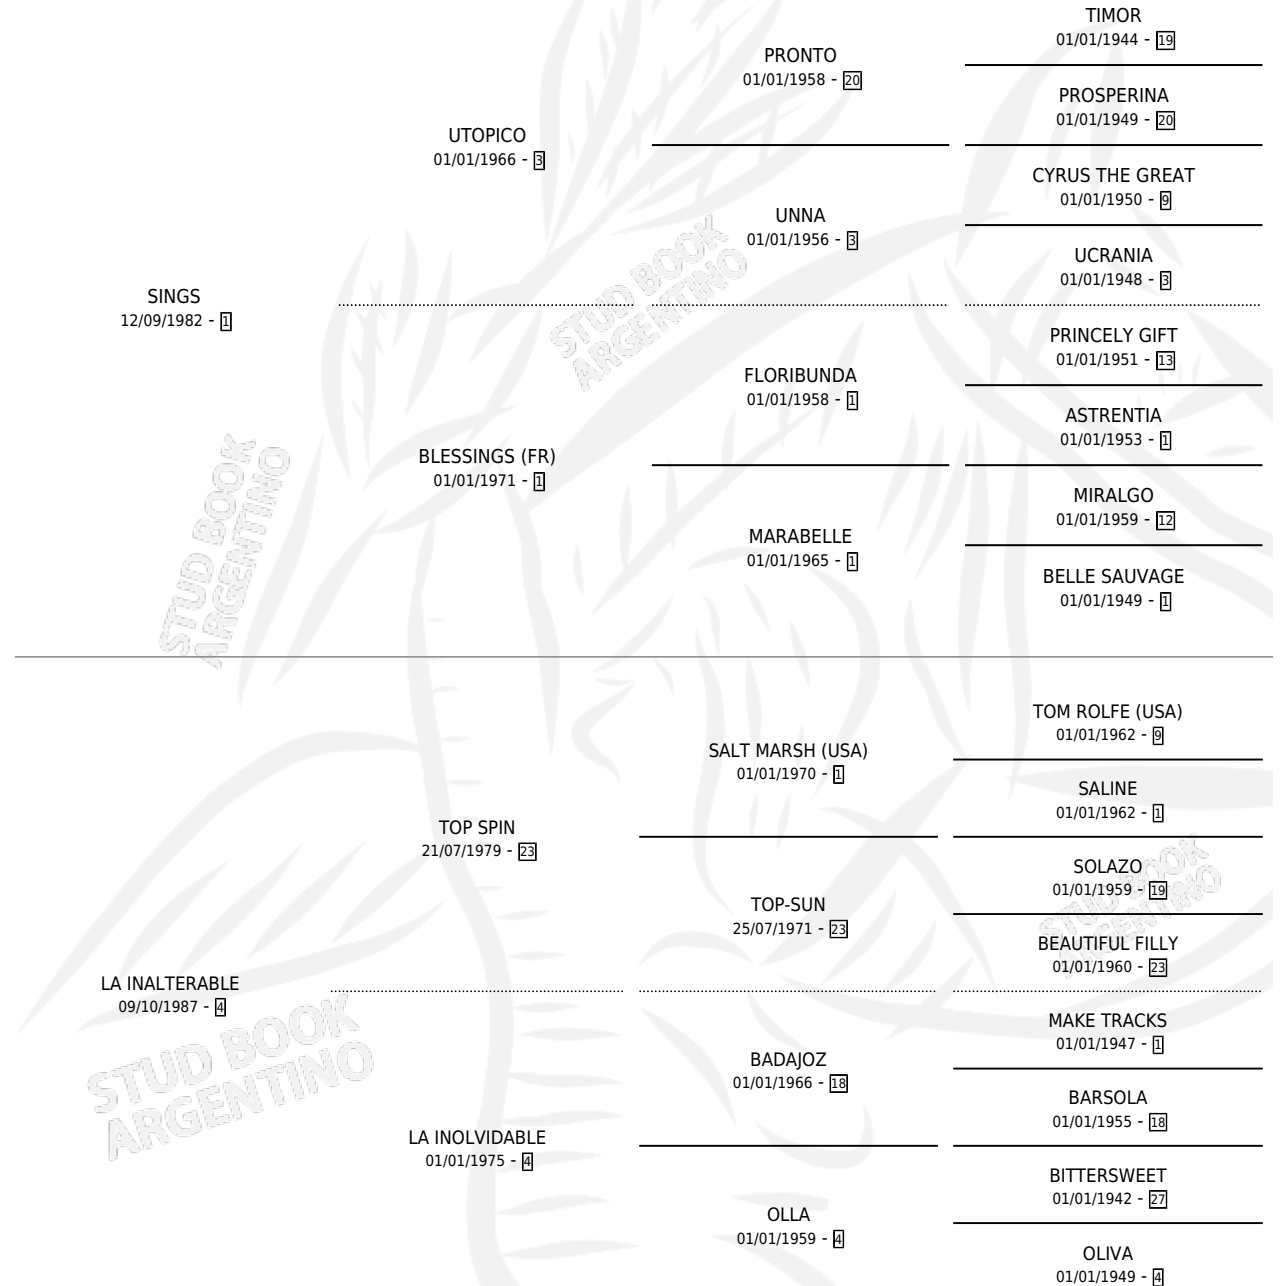 TIMOR
01/01/1944 - 19
PRONTO
01/01/1958 - 20
PROSPERINA
01/01/1949 - 20
UTOPICO
01/01/1966 - 3
CYRUS THE GREAT
01/01/1950 - 9
UNNA
01/01/1956 - 3
UCRANIA
01/01/1948 - 3
SINGS
12/09/1982 - 1
PRINCELY GIFT
01/01/1951 - 13
FLORIBUNDA
01/01/1958 - 1
ASTRENTIA
01/01/1953 - 1
BLESSINGS (FR)
01/01/1971 - 1
MIRALGO
01/01/1959 - 12
MARABELLE
01/01/1965 - 1
BELLE SAUVAGE
01/01/1949 - 1
TOM ROLFE (USA)
01/01/1962 - 9
SALT MARSH (USA)
01/01/1970 - 1
SALINE
01/01/1962 - 1
TOP SPIN
21/07/1979 - 23
SOLAZO
01/01/1959 - 19
TOP-SUN
25/07/1971 - 23
BEAUTIFUL FILLY
01/01/1960 - 23
LA INALTERABLE
09/10/1987 - 4
MAKE TRACKS
01/01/1947 - 1
BADAJOZ
01/01/1966 - 18
BARSOLA
01/01/1955 - 18
LA INOLVIDABLE
01/01/1975 - 4
BITTERSWEET
01/01/1942 - 27
OLLA
01/01/1959 - 4
OLIVA
01/01/1949 - 4
STUD BOOK
ARGENTINO
STUD BOOK
ARGENTINO
STUD BOOK
ARGENTINO
STUD BOOK
ARGENTINO